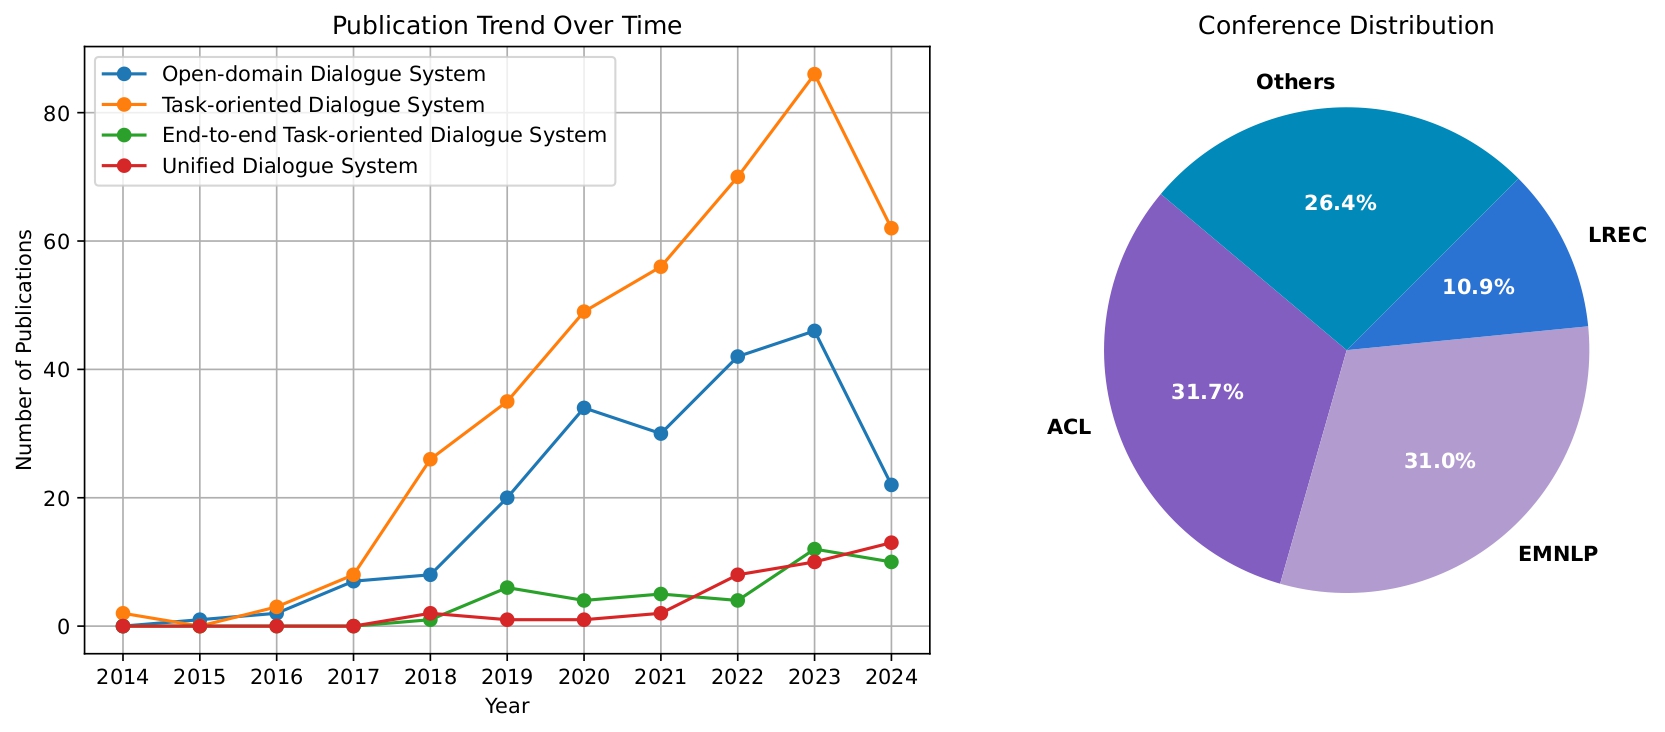 Publication Trend Over Time
Open-domain Dialogue System
Task-oriented Dialogue System
End-to-end Task-oriented Dialogue System
Unified Dialogue System
Number of Publications
80
60
40
20
0
2014 2015 2016 2017 2018 2019 2020 2021 2022 2023 2024
Year
Conference Distribution
Others
26.4%
LREC
10.9%
31.7%
ACL
31.0%
EMNLP